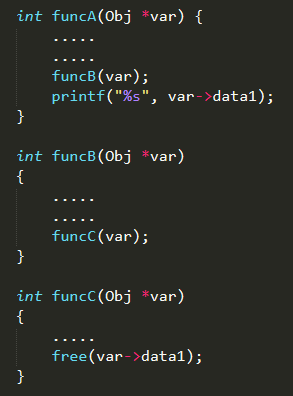 int funcA(Obj *var) {
.....
.....
funcB(var);
printf("%s", var->data1);
}
int funcB(Obj *var)
{
.....
.....
funcC(var);
}
int funcC(Obj *var)
{
.....
free(var->data1);
}